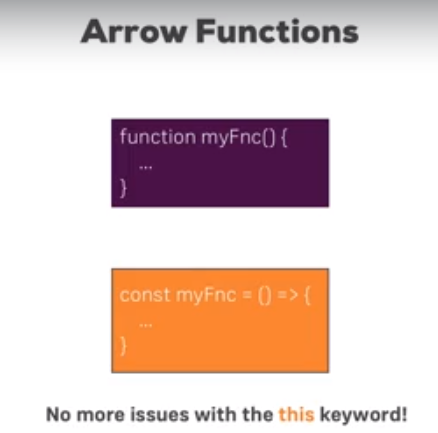 Arrow Functions
function myFnc() {
...
}
const myFnc = () => {
...
}
No more issues with the this keyword!